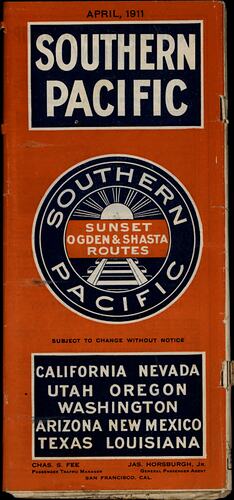 APRIL, 1911
SOUTHERN
PACIFIC
SOUTHERN
SUNSET
OGDEN & SHASTA
ROUTES
PACIFIC
SUBJECT TO CHANGE WITHOUT NOTICE
CALIFORNIA NEVADA
UTAH OREGON
WASHINGTON
ARIZONA NEW MEXICO
TEXAS LOUISIANA
CHAS. S. FEE JAS. HORSBURGH, JR.
PASSENGER TRAFFIC MANAGER GENERAL PASSENGER AGENT
SAN FRANCISCO, CAL.